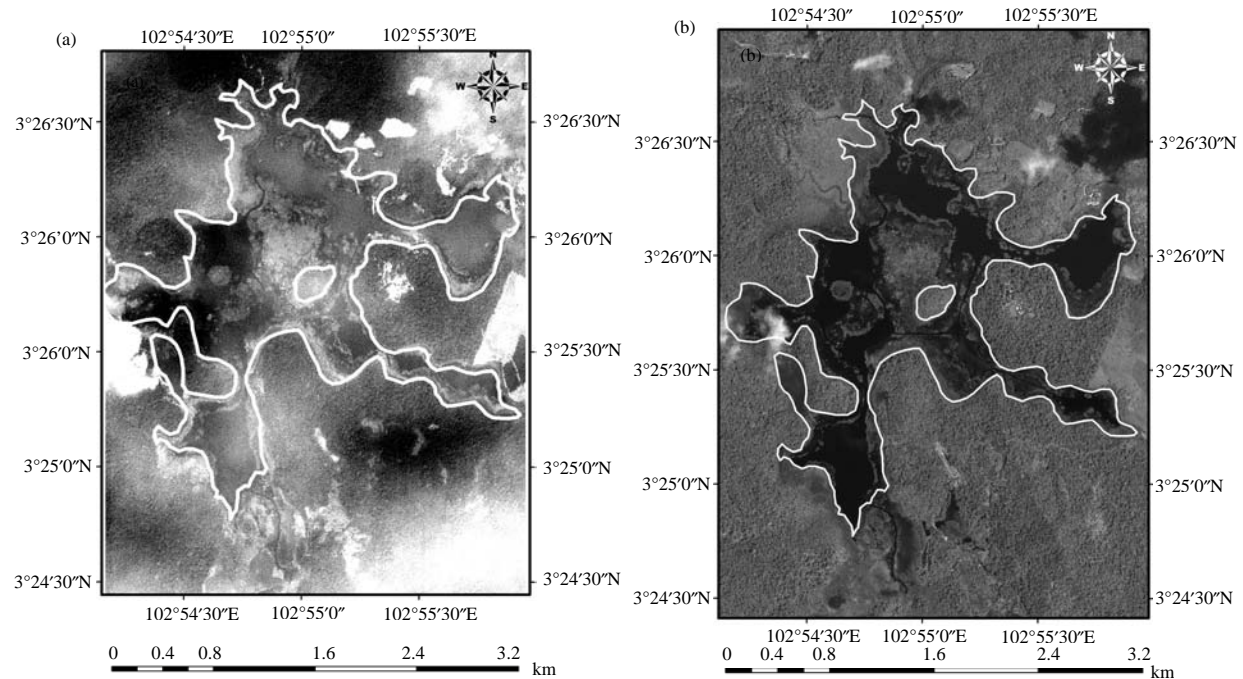 (a)
102°54′30″E 102°55′0″ 102°55′30″E
N
W E
S
3°26′30″N 3°26′30″N
3°26′0″N 3°26′0″N
3°26′0″N 3°25′30″N
3°25′0″N 3°25′0″N
3°24′30″N 3°24′30″N
102°54′30″E 102°55′0″ 102°55′30″E
0 0.4 0.8 1.6 2.4 3.2
km
(b)
102°54′30″ 102°55′0″ 102°55′30″E
(b)
N
W E
S
3°26′30″N 3°26′30″N
3°26′0″N 3°26′0″N
3°25′30″N 3°25′30″N
3°25′0″N 3°25′0″N
3°24′30″N 3°24′30″N
102°54′30″E 102°55′0″E 102°55′30″E
0 0.4 0.8 1.6 2.4 3.2
km